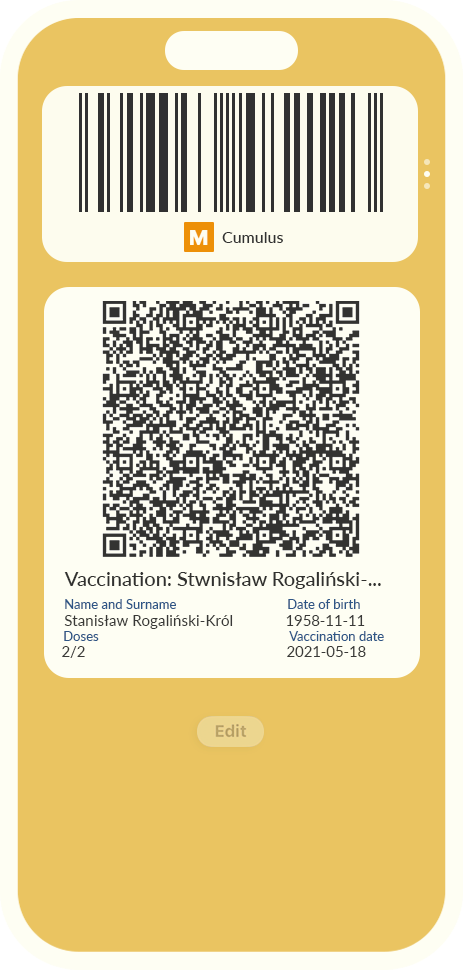 M Cumulus
Vaccination: Stwnisław Rogaliński-...
Name and Surname Date of birth
Stanisław Rogaliński-Król 1958-11-11
Doses Vaccination date
2/2 2021-05-18
Edit